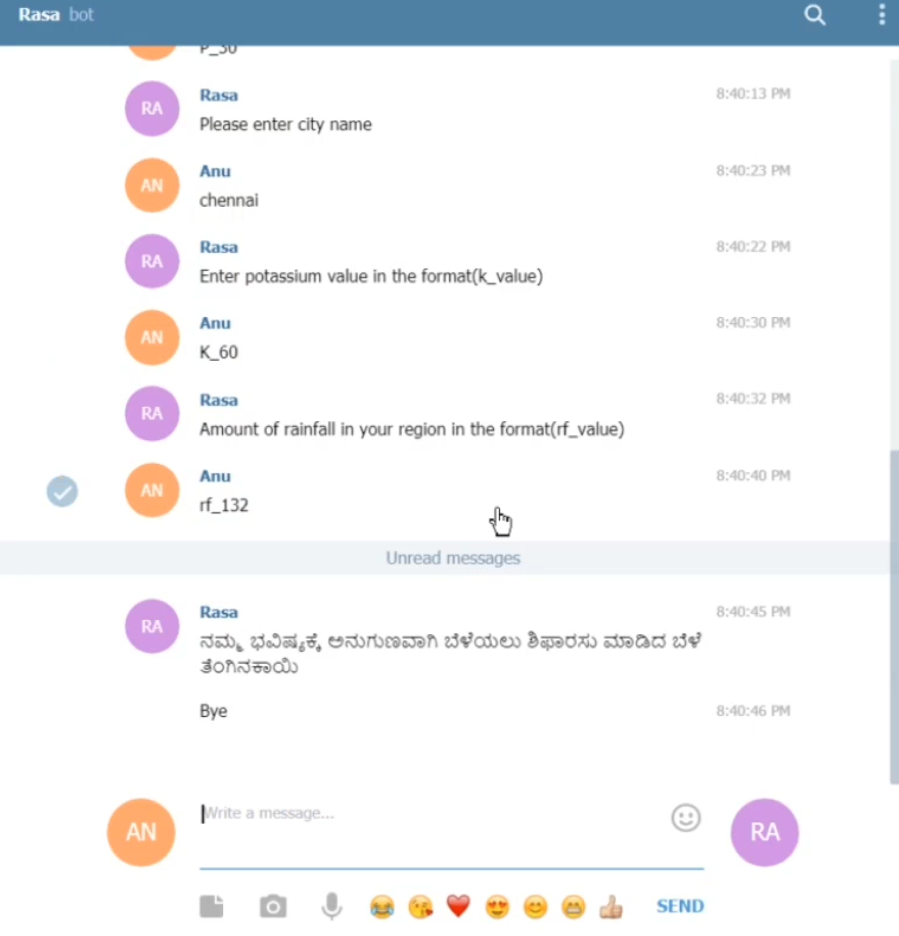 Rasa bot
P_30
Rasa 8:40:13 PM
RA
Please enter city name
Anu 8:40:23 PM
AN
chennai
Rasa 8:40:22 PM
RA
Enter potassium value in the format(k_value)
Anu 8:40:30 PM
AN
K_60
Rasa 8:40:32 PM
RA
Amount of rainfall in your region in the format(rf_value)
Anu 8:40:40 PM
AN
rf_132
Unread messages
Rasa 8:40:45 PM
RA
ನಮ್ಮ ಭವಿಷ್ಯಕ್ಕೆ ಅನುಗುಣವಾಗಿ ಬೆಳೆಯಲು ಶಿಫಾರಸು ಮಾಡಿದ ಬೆಳೆ
ತೆಂಗಿನಕಾಯಿ
Bye 8:40:46 PM
Write a message...
AN RA
SEND